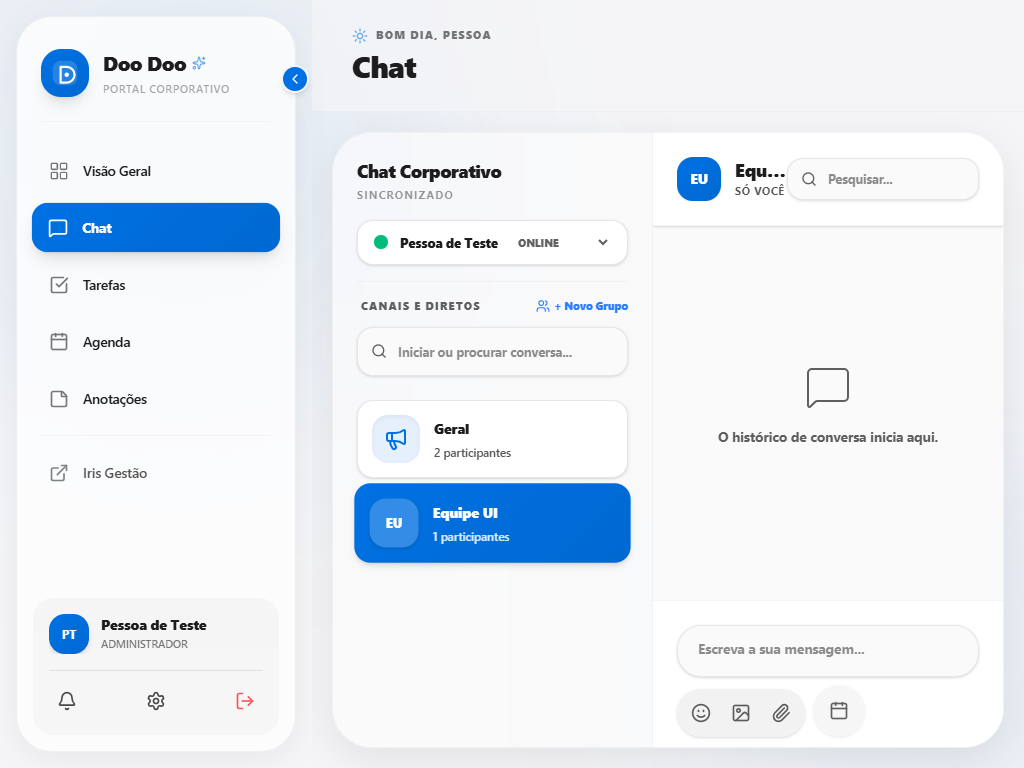 Doo Doo
PORTAL CORPORATIVO
Visão Geral
Chat
Tarefas
Agenda
Anotações
Iris Gestão
PT
Pessoa de Teste
ADMINISTRADOR
BOM DIA, PESSOA
Chat
Chat Corporativo
SINCRONIZADO
Pessoa de Teste ONLINE
CANAIS E DIRETOS + Novo Grupo
Iniciar ou procurar conversa...
Geral
2 participantes
EU
Equipe UI
1 participantes
EU
Equ...
SÓ VOCÊ
Pesquisar...
O histórico de conversa inicia aqui.
Escreva a sua mensagem...